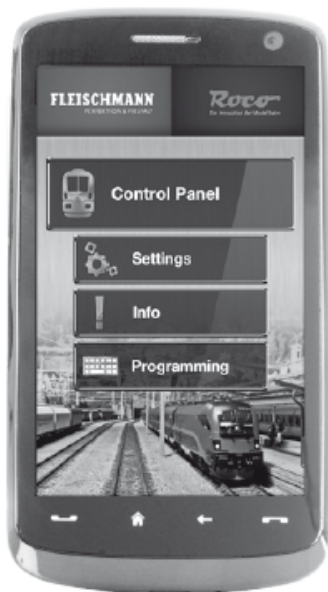 FLEISCHMANN
Roco
Control Panel
Settings
Info
Programming